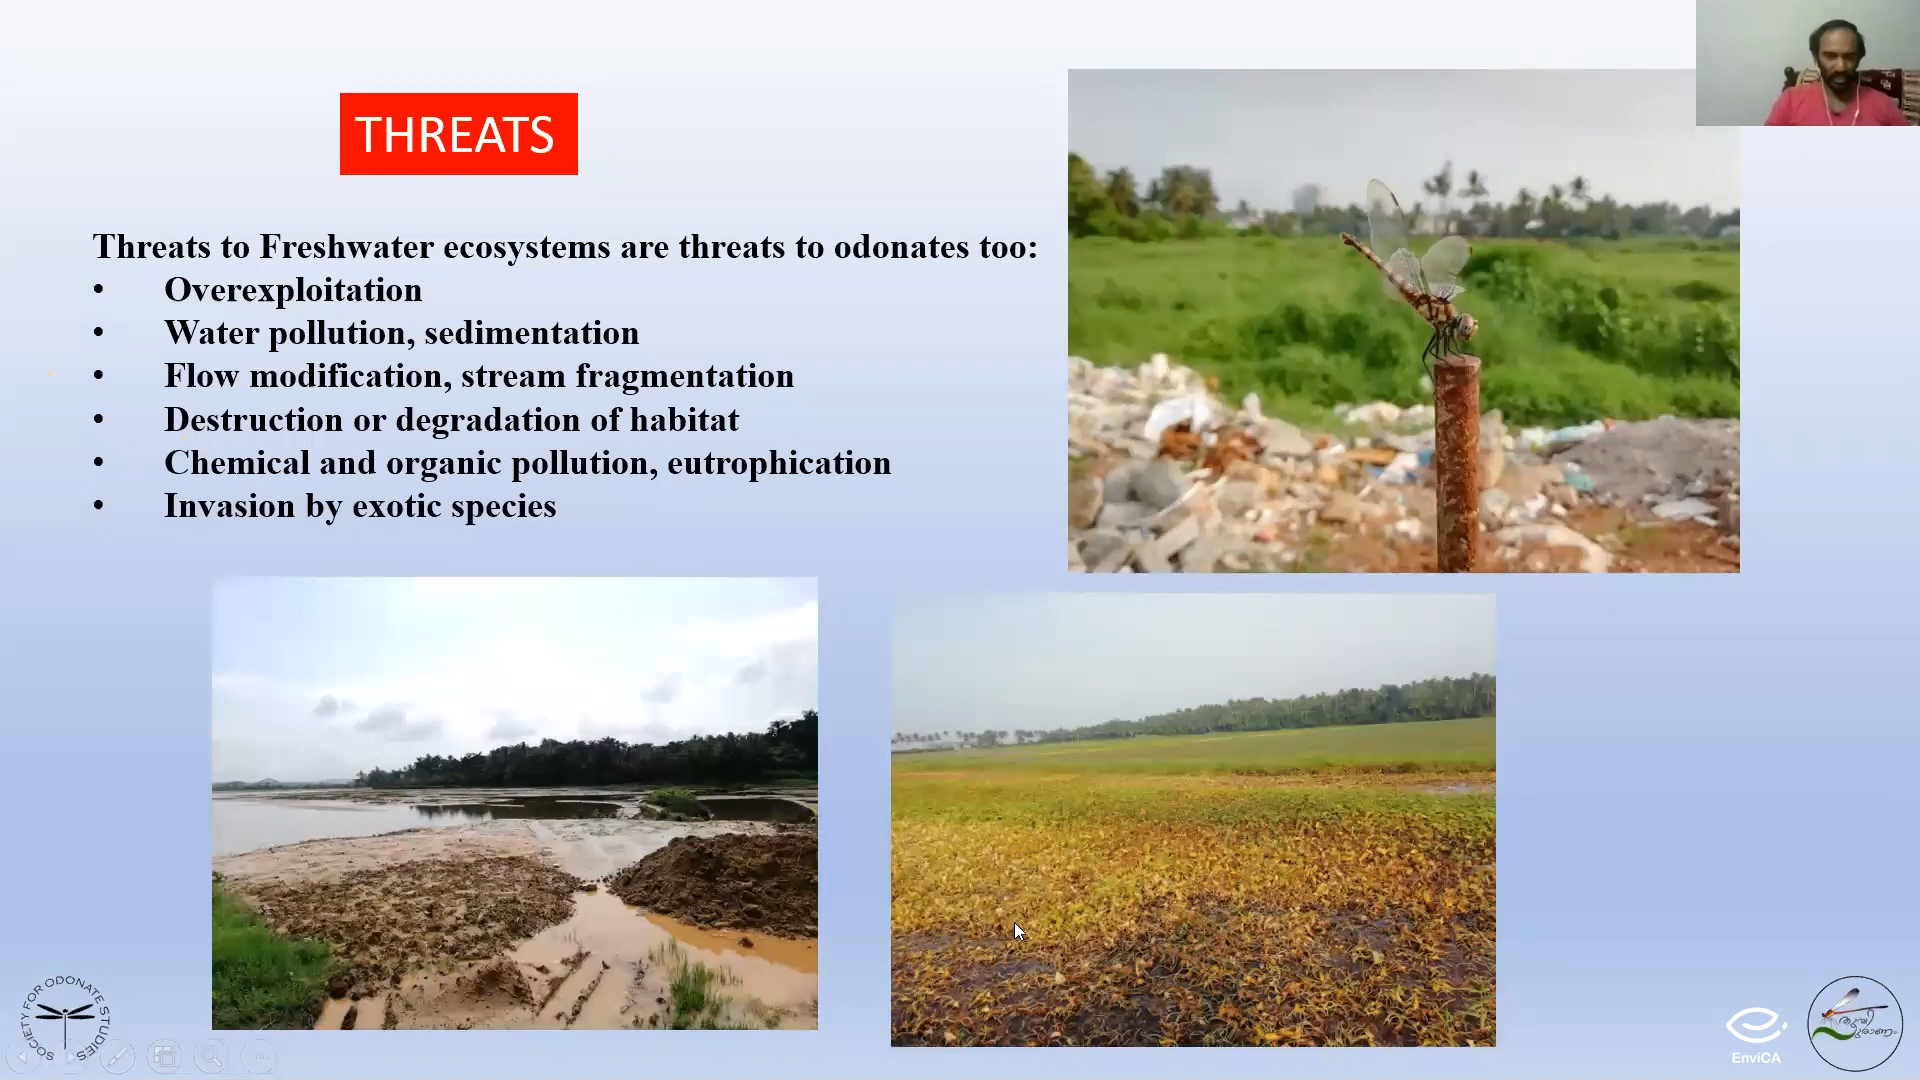 THREATS
Threats to Freshwater ecosystems are threats to odonates too:
• Overexploitation
• Water pollution, sedimentation
• Flow modification, stream fragmentation
• Destruction or degradation of habitat
• Chemical and organic pollution, eutrophication
• Invasion by exotic species
SOCIETY FOR ODONATE STUDIES
EnviCA
തുമ്പി
പുരാണം